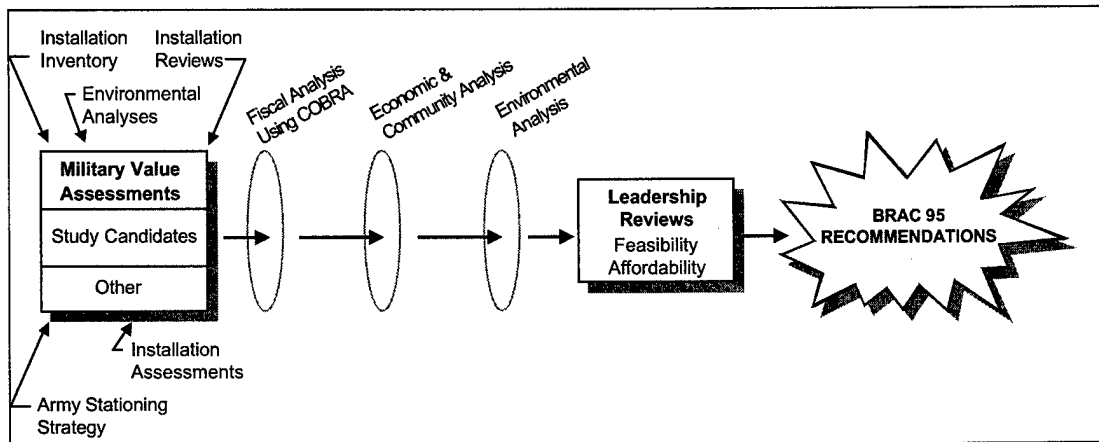 Installation
Inventory
Installation
Reviews
Environmental
Analyses
Fiscal Analysis
Using COBRA
Economic &
Community Analysis
Environmental
Analysis
Military Value
Assessments
Study Candidates
Other
Leadership
Reviews
Feasibility
Affordability
BRAC 95
RECOMMENDATIONS
Installation
Assessments
Army Stationing
Strategy